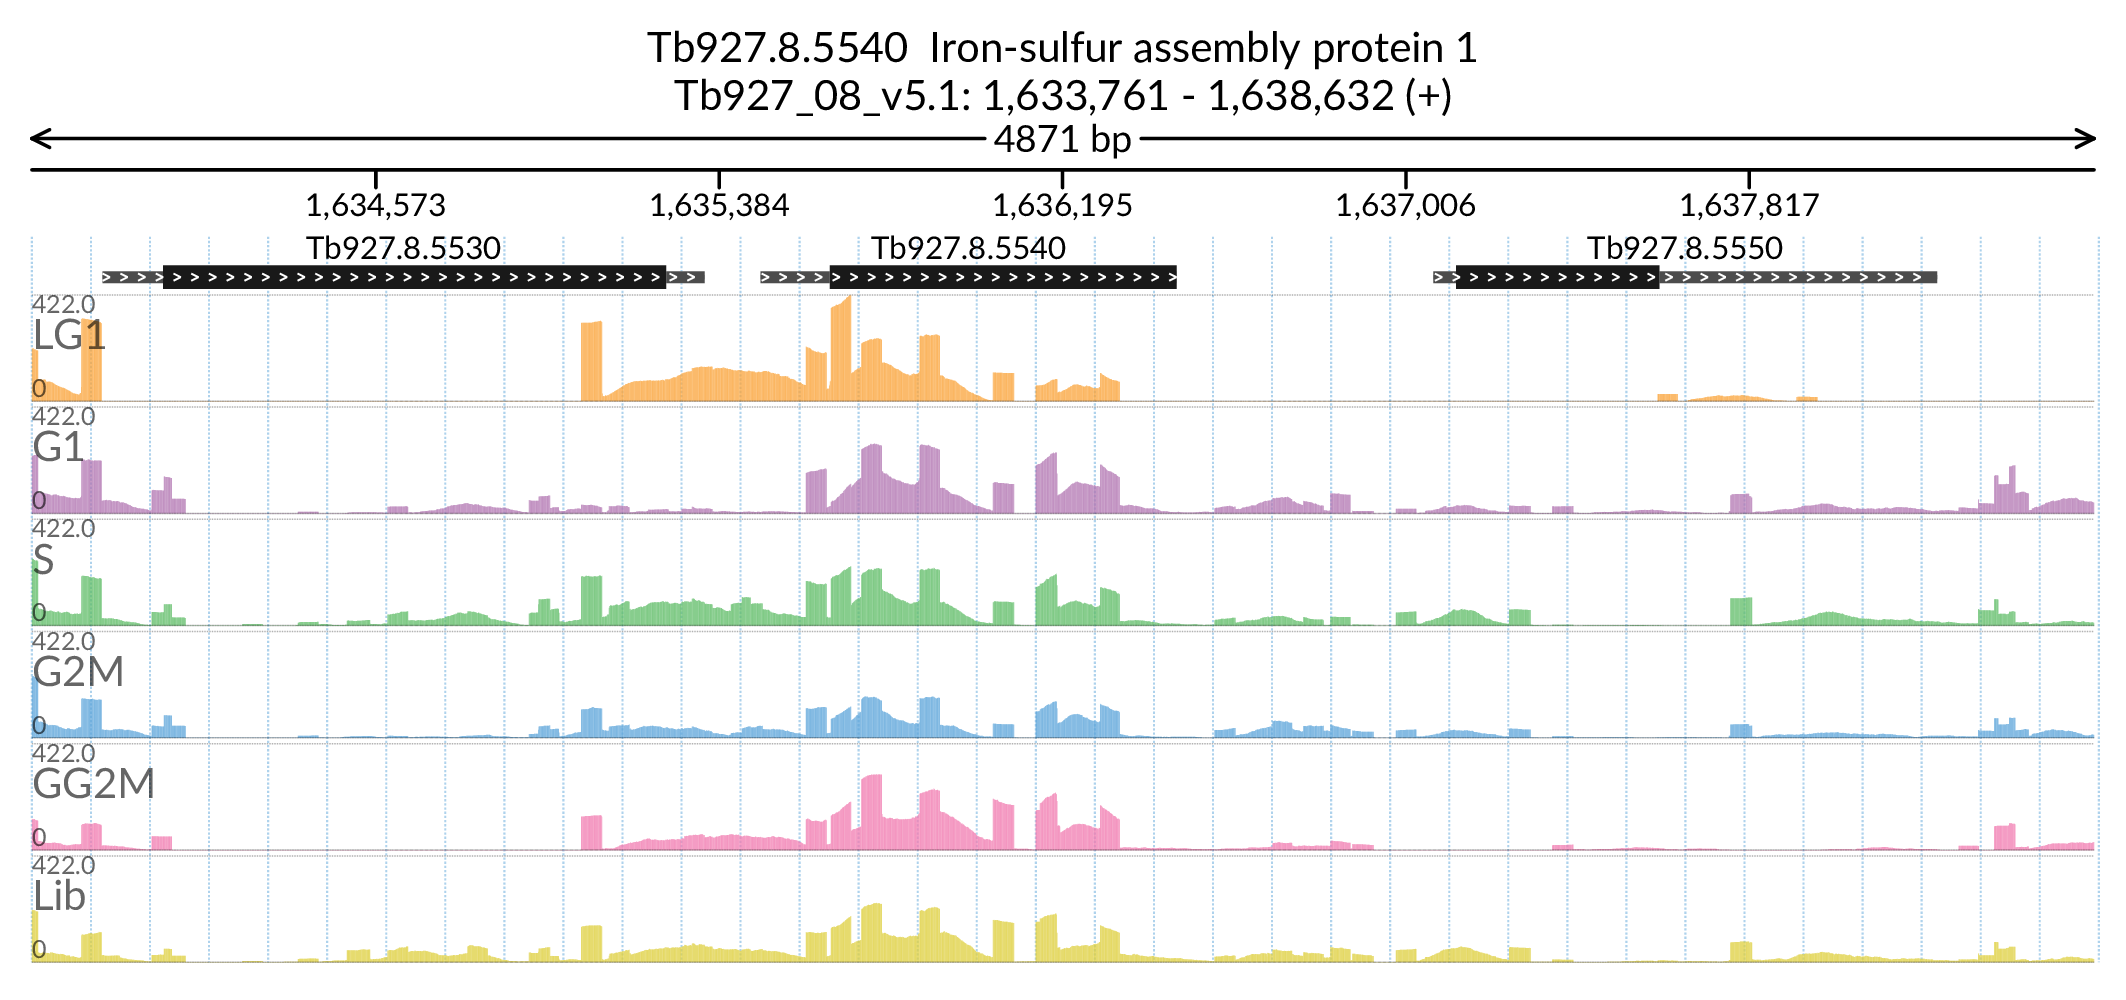 Tb927.8.5540  Iron-sulfur assembly protein 1
Tb927_08_v5.1: 1,633,761 - 1,638,632 (+)
4871 bp
1,634,573 1,635,384 1,636,195 1,637,006 1,637,817
Tb927.8.5530 Tb927.8.5540 Tb927.8.5550
422.0
LG1
0
422.0
G1
0
422.0
S
0
422.0
G2M
0
422.0
GG2M
0
422.0
Lib
0